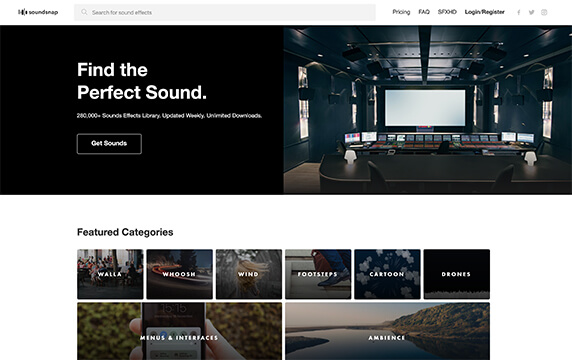 soundsnap
Search for sound effects
Pricing FAQ SFXHD Login/Register
Find the
Perfect Sound.
280,000+ Sounds Effects Library. Updated Weekly. Unlimited Downloads.
Get Sounds
Featured Categories
WALLA WHOOSH WIND FOOTSTEPS CARTOON DRONES
MENUS & INTERFACES AMBIENCE